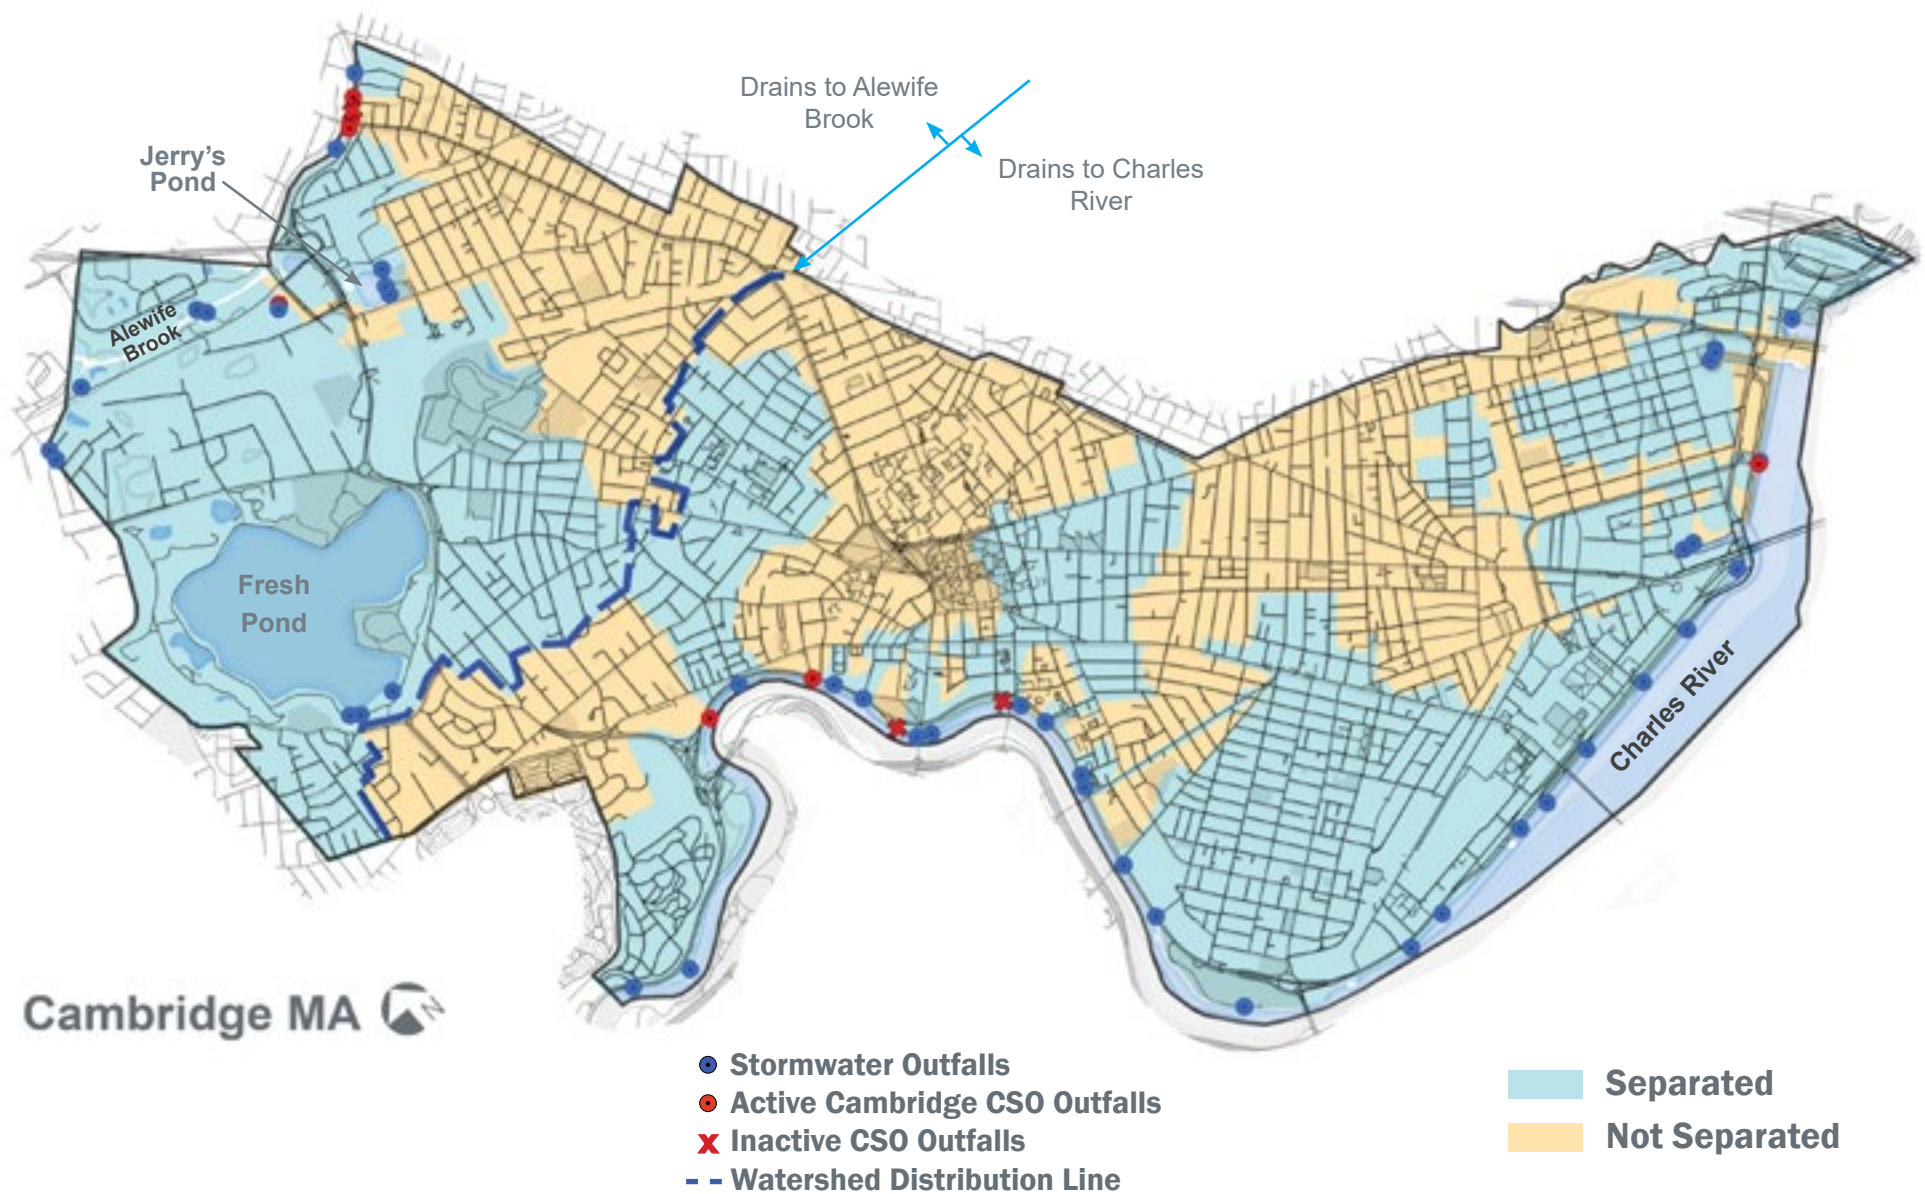 Drains to Alewife
Brook
Drains to Charles
River
Jerry's
Pond
Alewife
Brook
Fresh
Pond
Charles River
Cambridge MA
N
Stormwater Outfalls
Active Cambridge CSO Outfalls
Inactive CSO Outfalls
Watershed Distribution Line
Separated
Not Separated